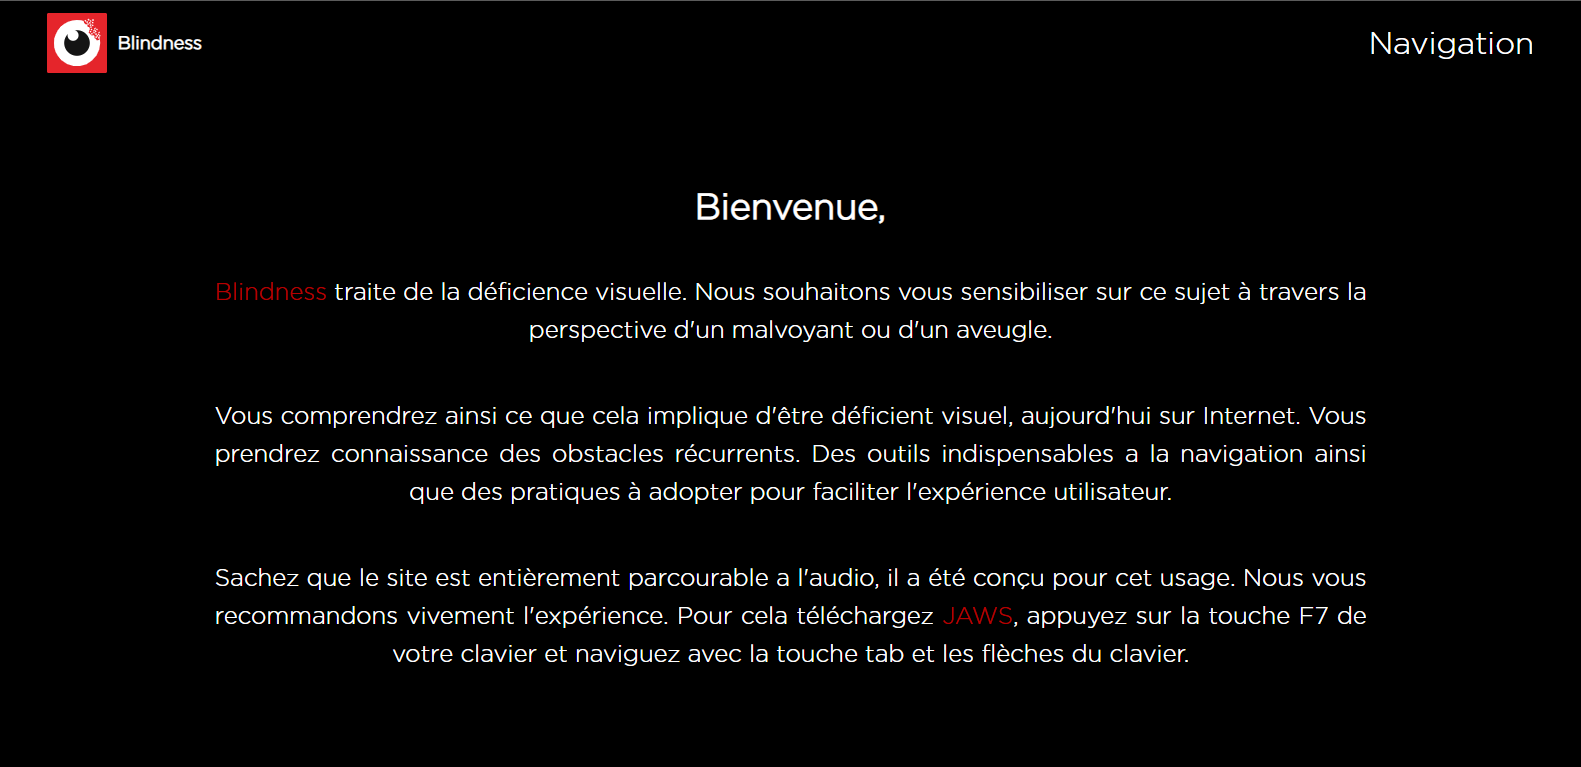 Blindness
Navigation
Bienvenue,
Blindness traite de la déficience visuelle. Nous souhaitons vous sensibiliser sur ce sujet à travers la
perspective d'un malvoyant ou d'un aveugle.
Vous comprendrez ainsi ce que cela implique d'être déficient visuel, aujourd'hui sur Internet. Vous
prendrez connaissance des obstacles récurrents. Des outils indispensables a la navigation ainsi
que des pratiques à adopter pour faciliter l'expérience utilisateur.
Sachez que le site est entièrement parcourable a l'audio, il a été conçu pour cet usage. Nous vous
recommandons vivement l'expérience. Pour cela téléchargez JAWS, appuyez sur la touche F7 de
votre clavier et naviguez avec la touche tab et les flèches du clavier.